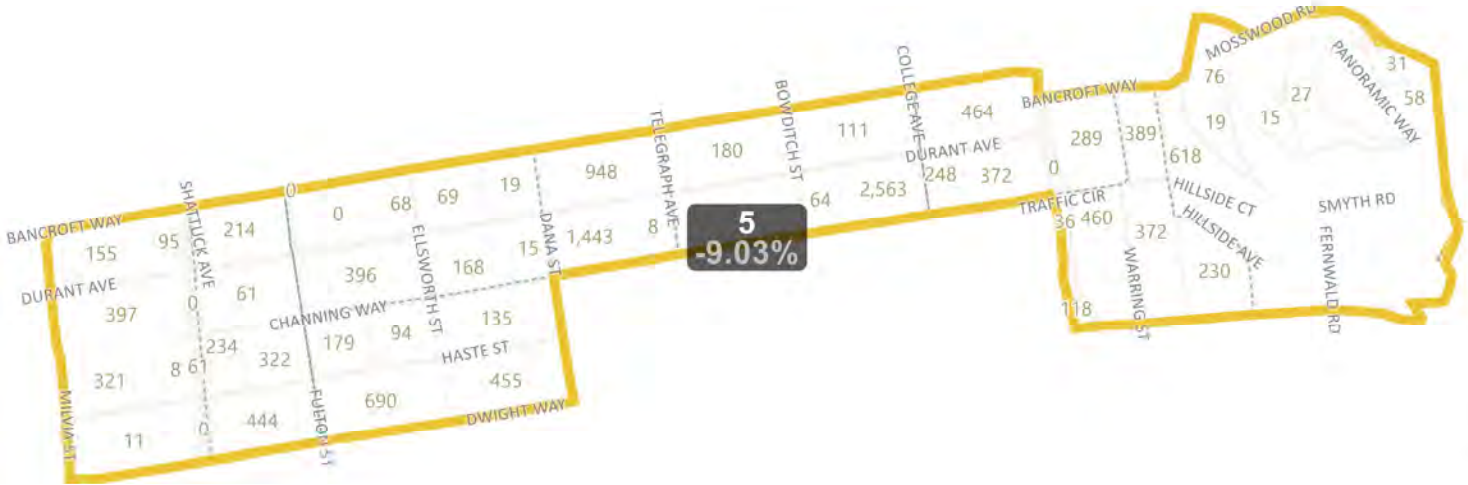 MOSSWOOD RD
PANORAMIC WAY
31
76
27
58
COLLEGE AVE
BOWDITCH ST
BANCROFT WAY
TELEGRAPH AVE
464
111
180
19
15
289
389
618
DURANT AVE
948
0
248
372
64
2,563
19
69
68
0
0
SHATTUCK AVE
214
BANCROFT WAY
155
95
ELLSWORTH ST
DANA ST
1,443
8
5
-9.03%
TRAFFIC CIR
36
460
372
HILLSIDE CT
HILLSIDE AVE
SMYTH RD
FERNWALD RD
230
WARRING ST
118
15
168
396
DURANT AVE
397
0
61
CHANNING WAY
179
94
135
HASTE ST
234
322
321
8
61
455
690
DWIGHT WAY
MILVIA ST
11
0
444
FULTON ST